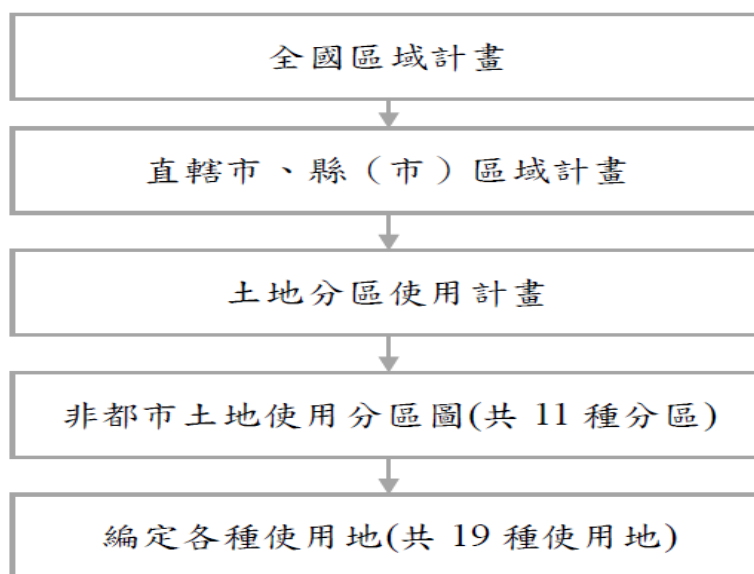 全國區域計畫
直轄市、縣（市）區域計畫
土地分區使用計畫
非都市土地使用分區圖(共 11 種分區)
編定各種使用地(共 19 種使用地)